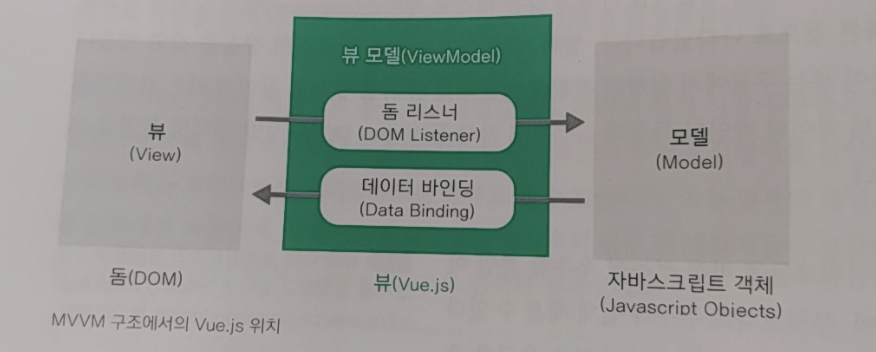 뷰 모델(ViewModel)
뷰
(View)
돔 리스너
(DOM Listener)
데이터 바인딩
(Data Binding)
모델
(Model)
돔(DOM)
뷰(Vue.js)
자바스크립트 객체
(Javascript Objects)
MVVM 구조에서의 Vue.js 위치